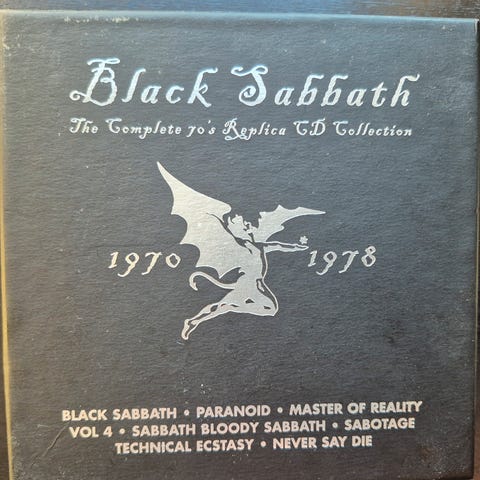 Black Sabbath
The Complete 70's Replica CD Collection
1970 1978
BLACK SABBATH • PARANOID • MASTER OF REALITY
VOL 4 • SABBATH BLOODY SABBATH • SABOTAGE
TECHNICAL ECSTASY • NEVER SAY DIE